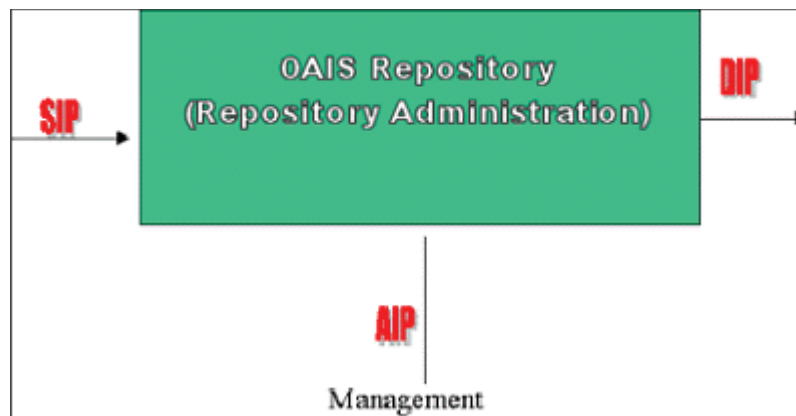 OAIS Repository
(Repository Administration)
SIP
DIP
AIP
Management